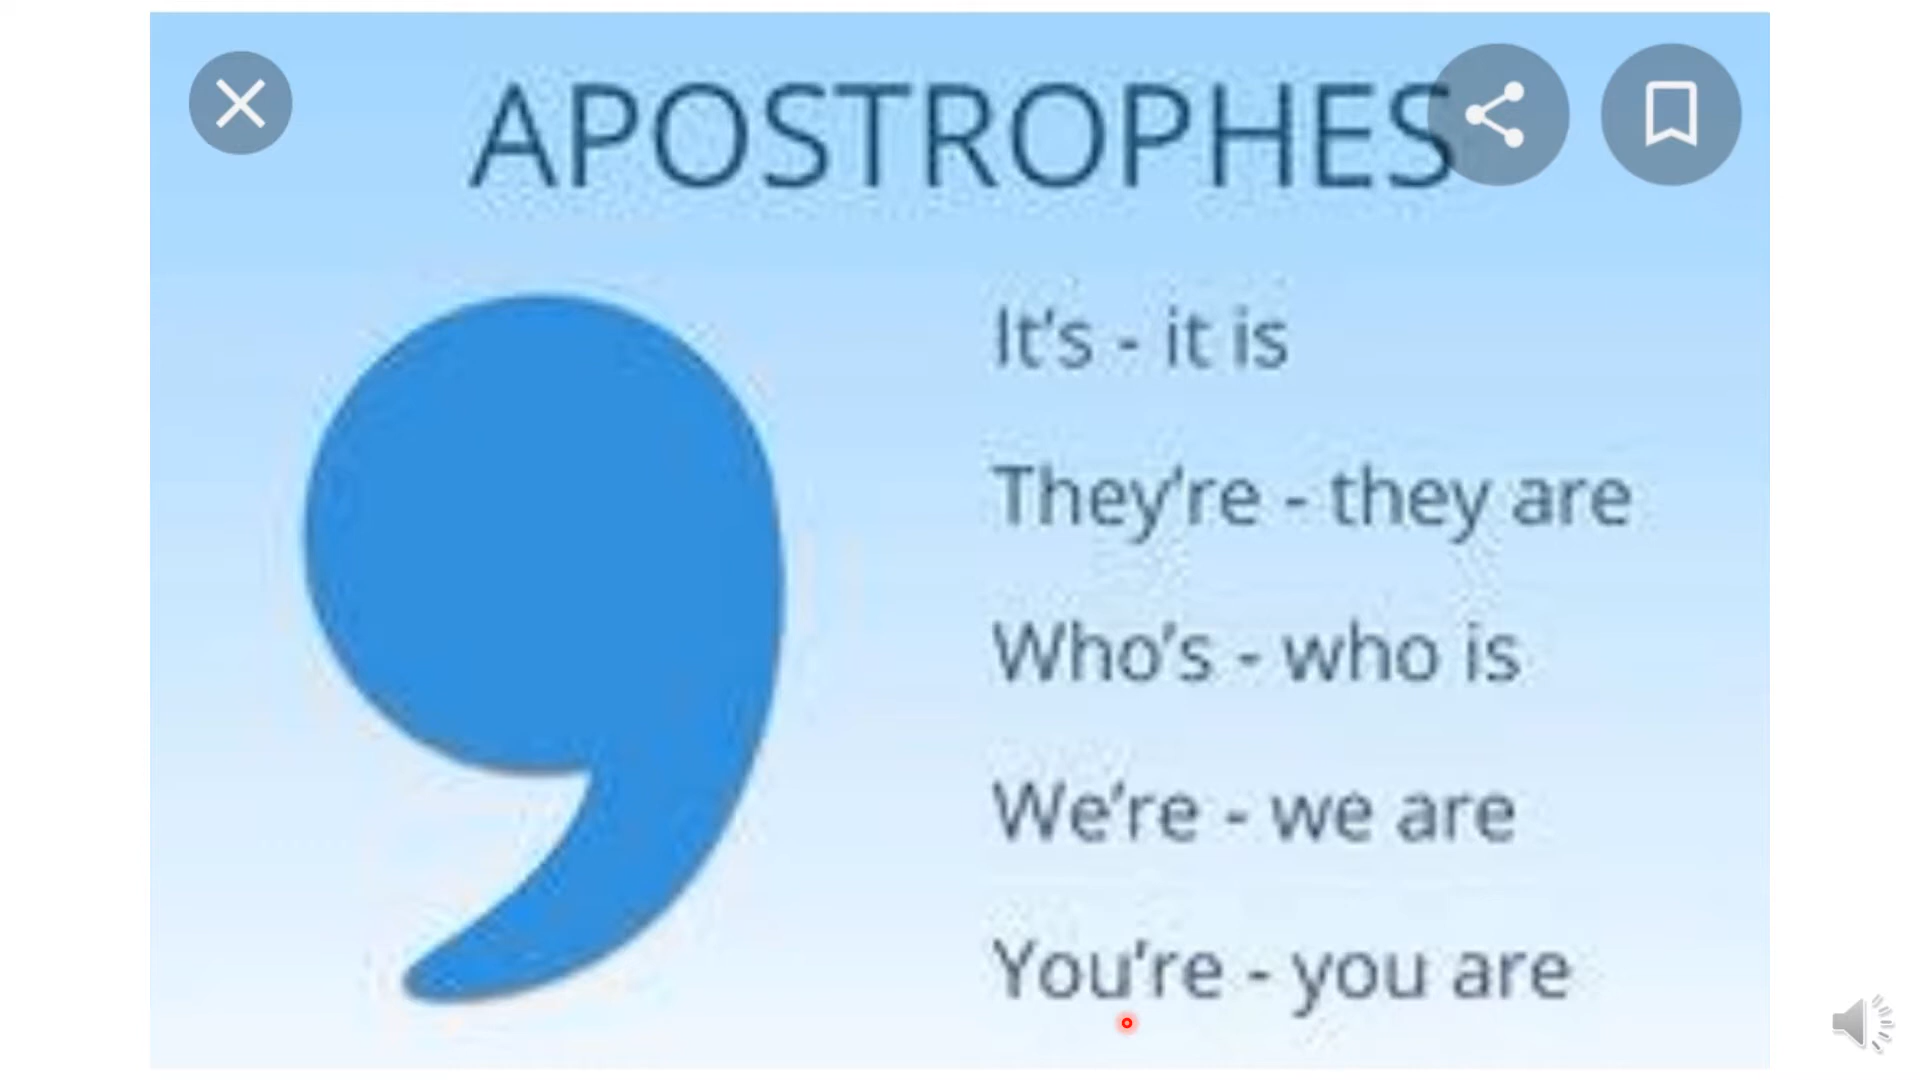 APOSTROPHES
It’s - it is
They’re - they are
Who’s - who is
We’re - we are
You’re - you are